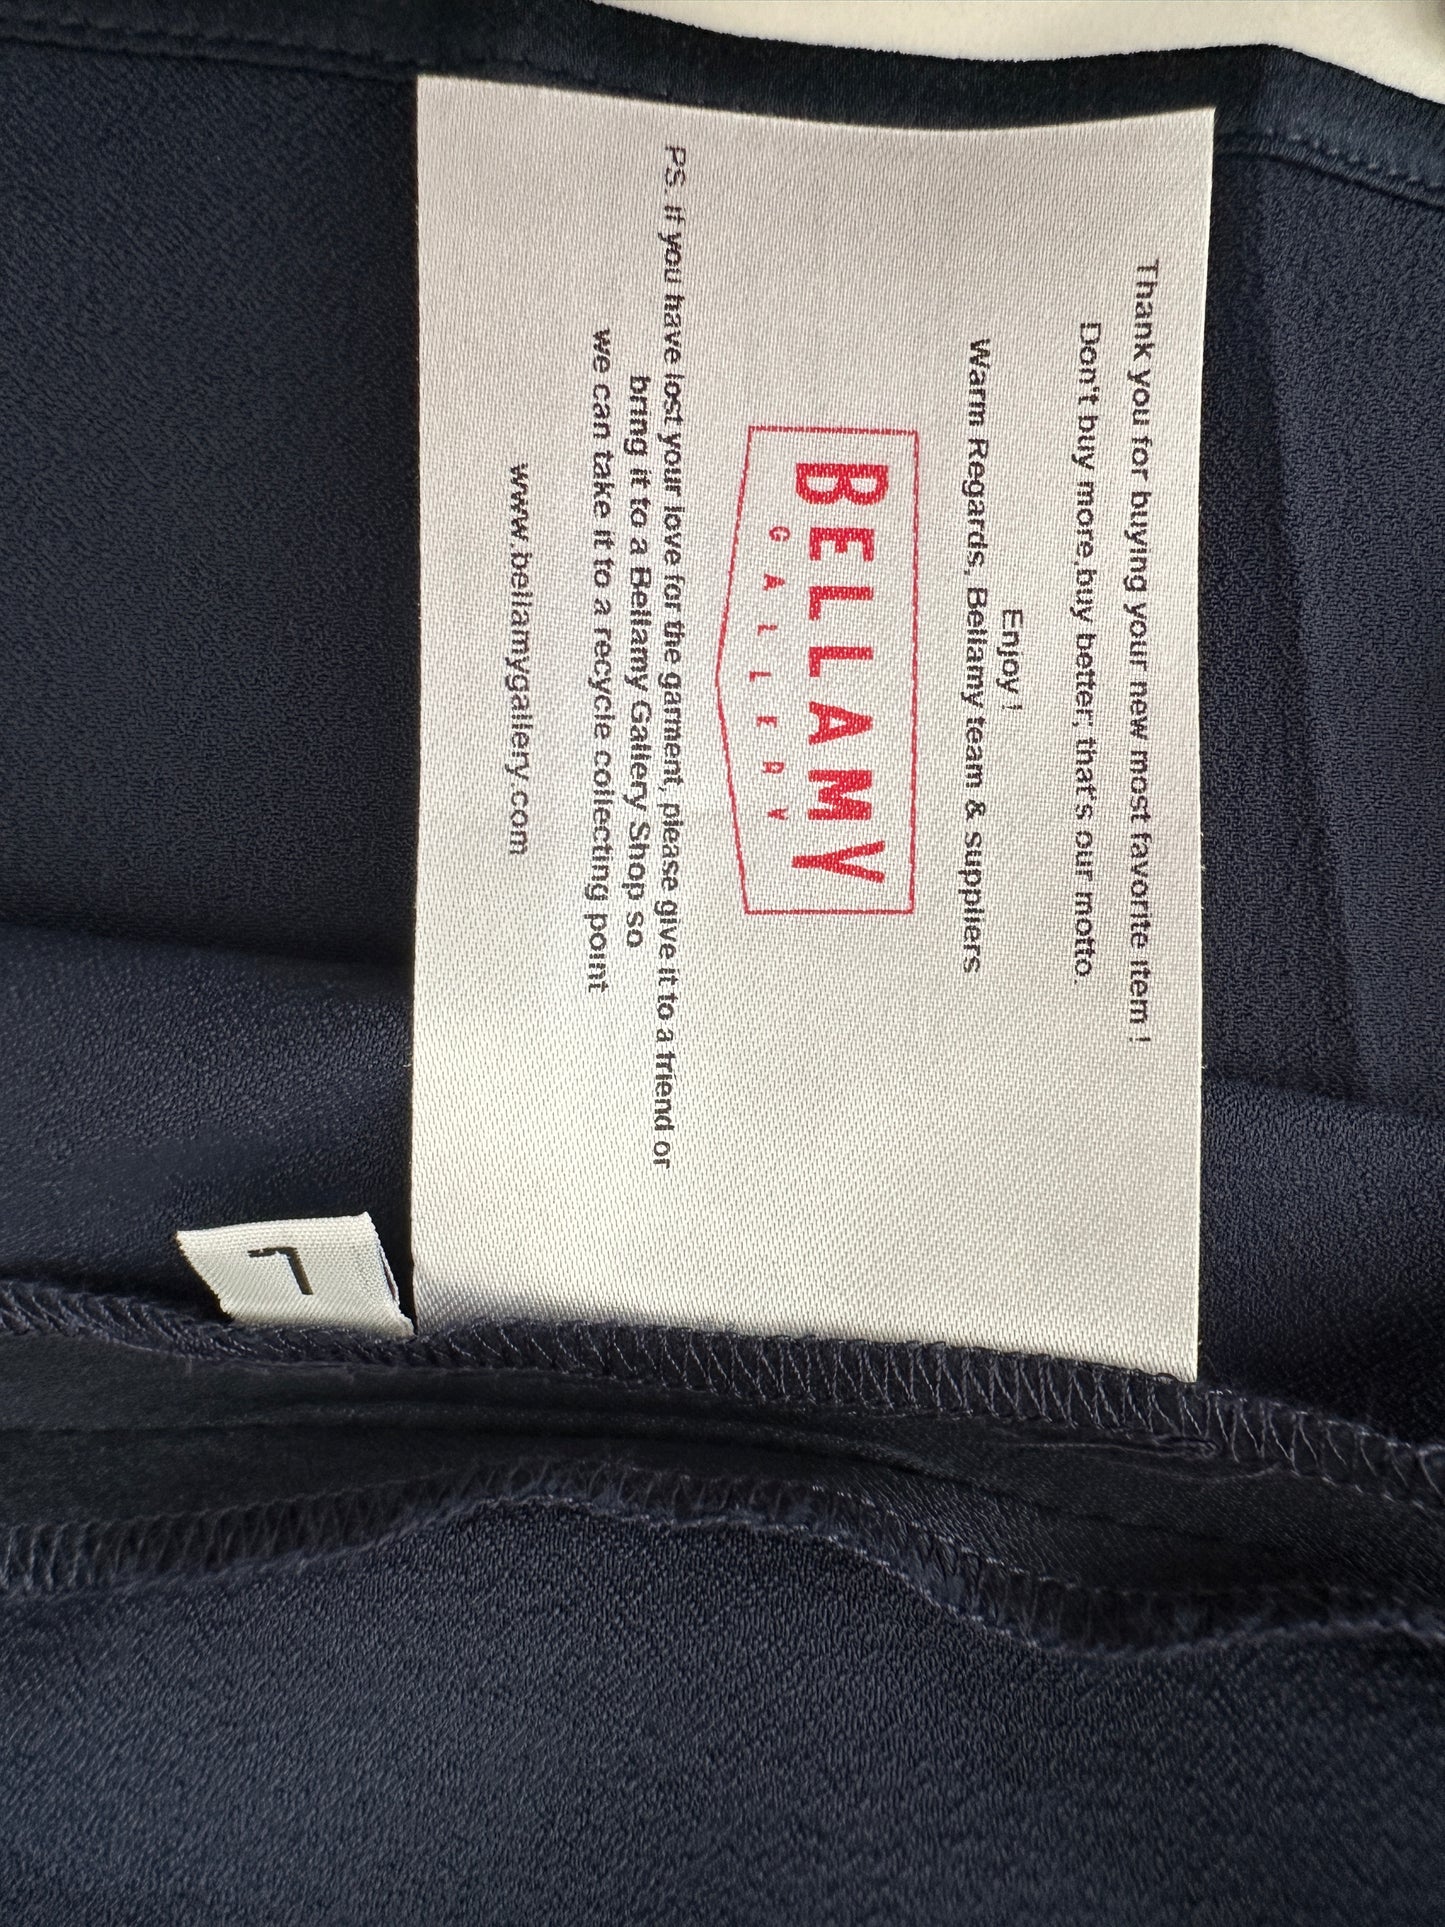 Thank you for buying your new most favorite item !
Don't buy more,buy better; that's our motto.
Enjoy !
Warm Regards, Bellamy team & suppliers
BELLAMY
GALLERY
PS. If you have lost your love for the garment, please give it to a friend or
bring it to a Bellamy Gallery Shop so
we can take it to a recycle collecting point
www.bellamygallery.com
L